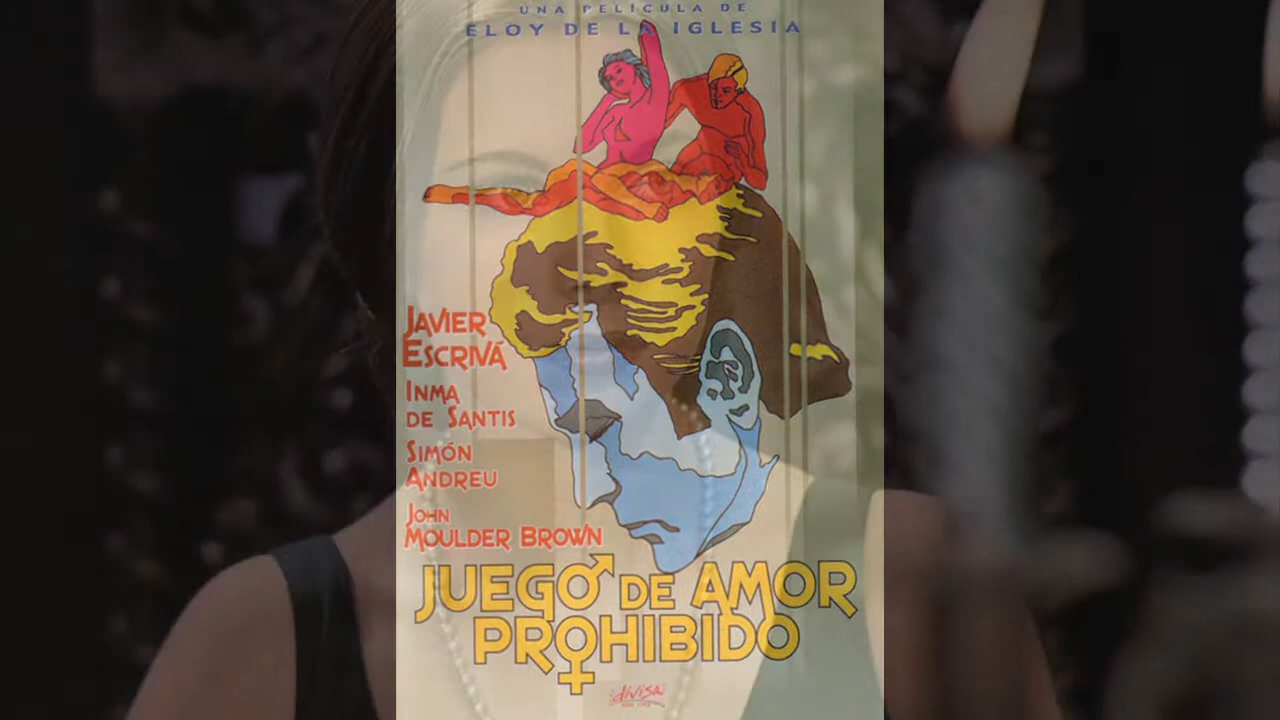 UNA PELÍCULA DE
ELOY DE LA IGLESIA
JAVIER
ESCRIVÁ
INMA
DE SANTIS
SIMÓN
ANDREU
JOHN
MOULDER BROWN
JUEGO DE AMOR
PROHIBIDO
divisa